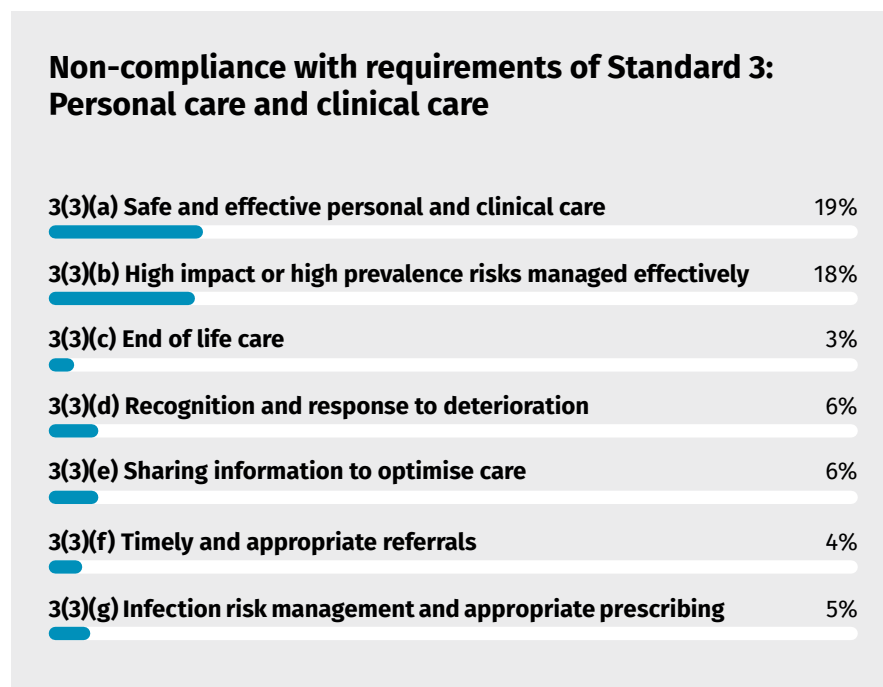 Non-compliance with requirements of Standard 3:
Personal care and clinical care
3(3)(a) Safe and effective personal and clinical care 19%
3(3)(b) High impact or high prevalence risks managed effectively 18%
3(3)(c) End of life care 3%
3(3)(d) Recognition and response to deterioration 6%
3(3)(e) Sharing information to optimise care 6%
3(3)(f) Timely and appropriate referrals 4%
3(3)(g) Infection risk management and appropriate prescribing 5%